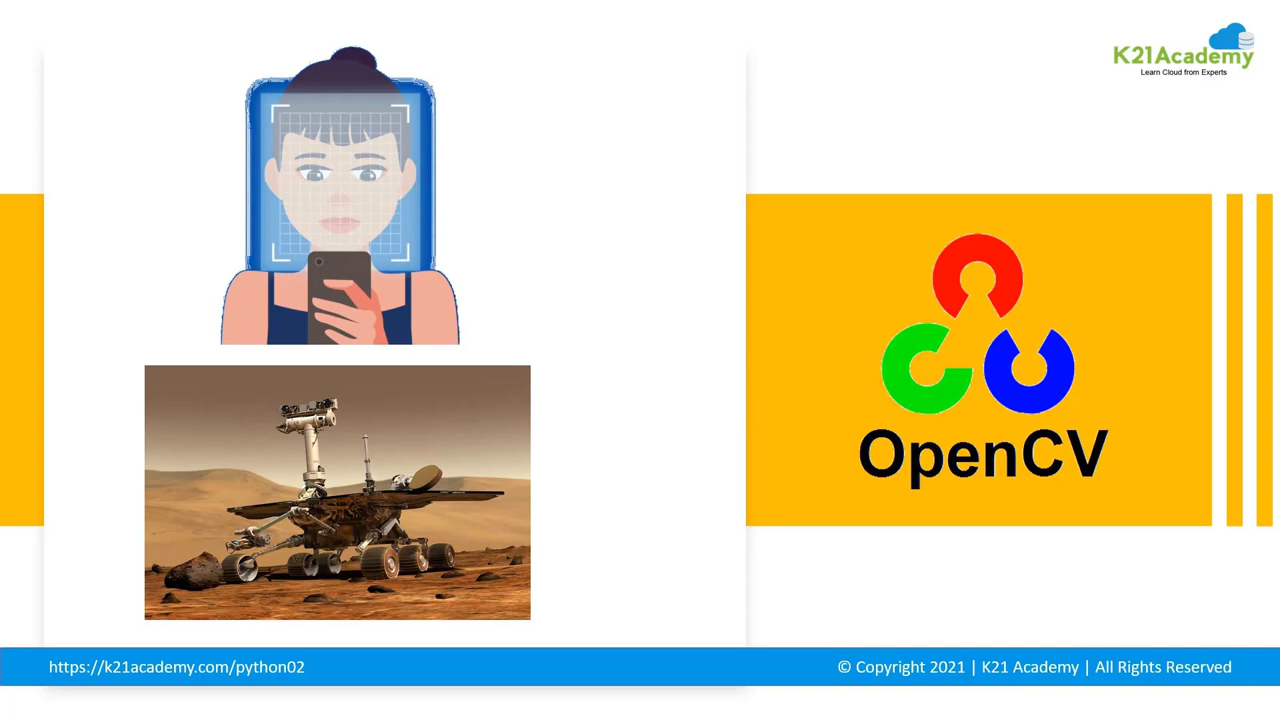 K21Academy
Learn Cloud from Experts
OpenCV
https://k21academy.com/python02
© Copyright 2021 | K21 Academy | All Rights Reserved